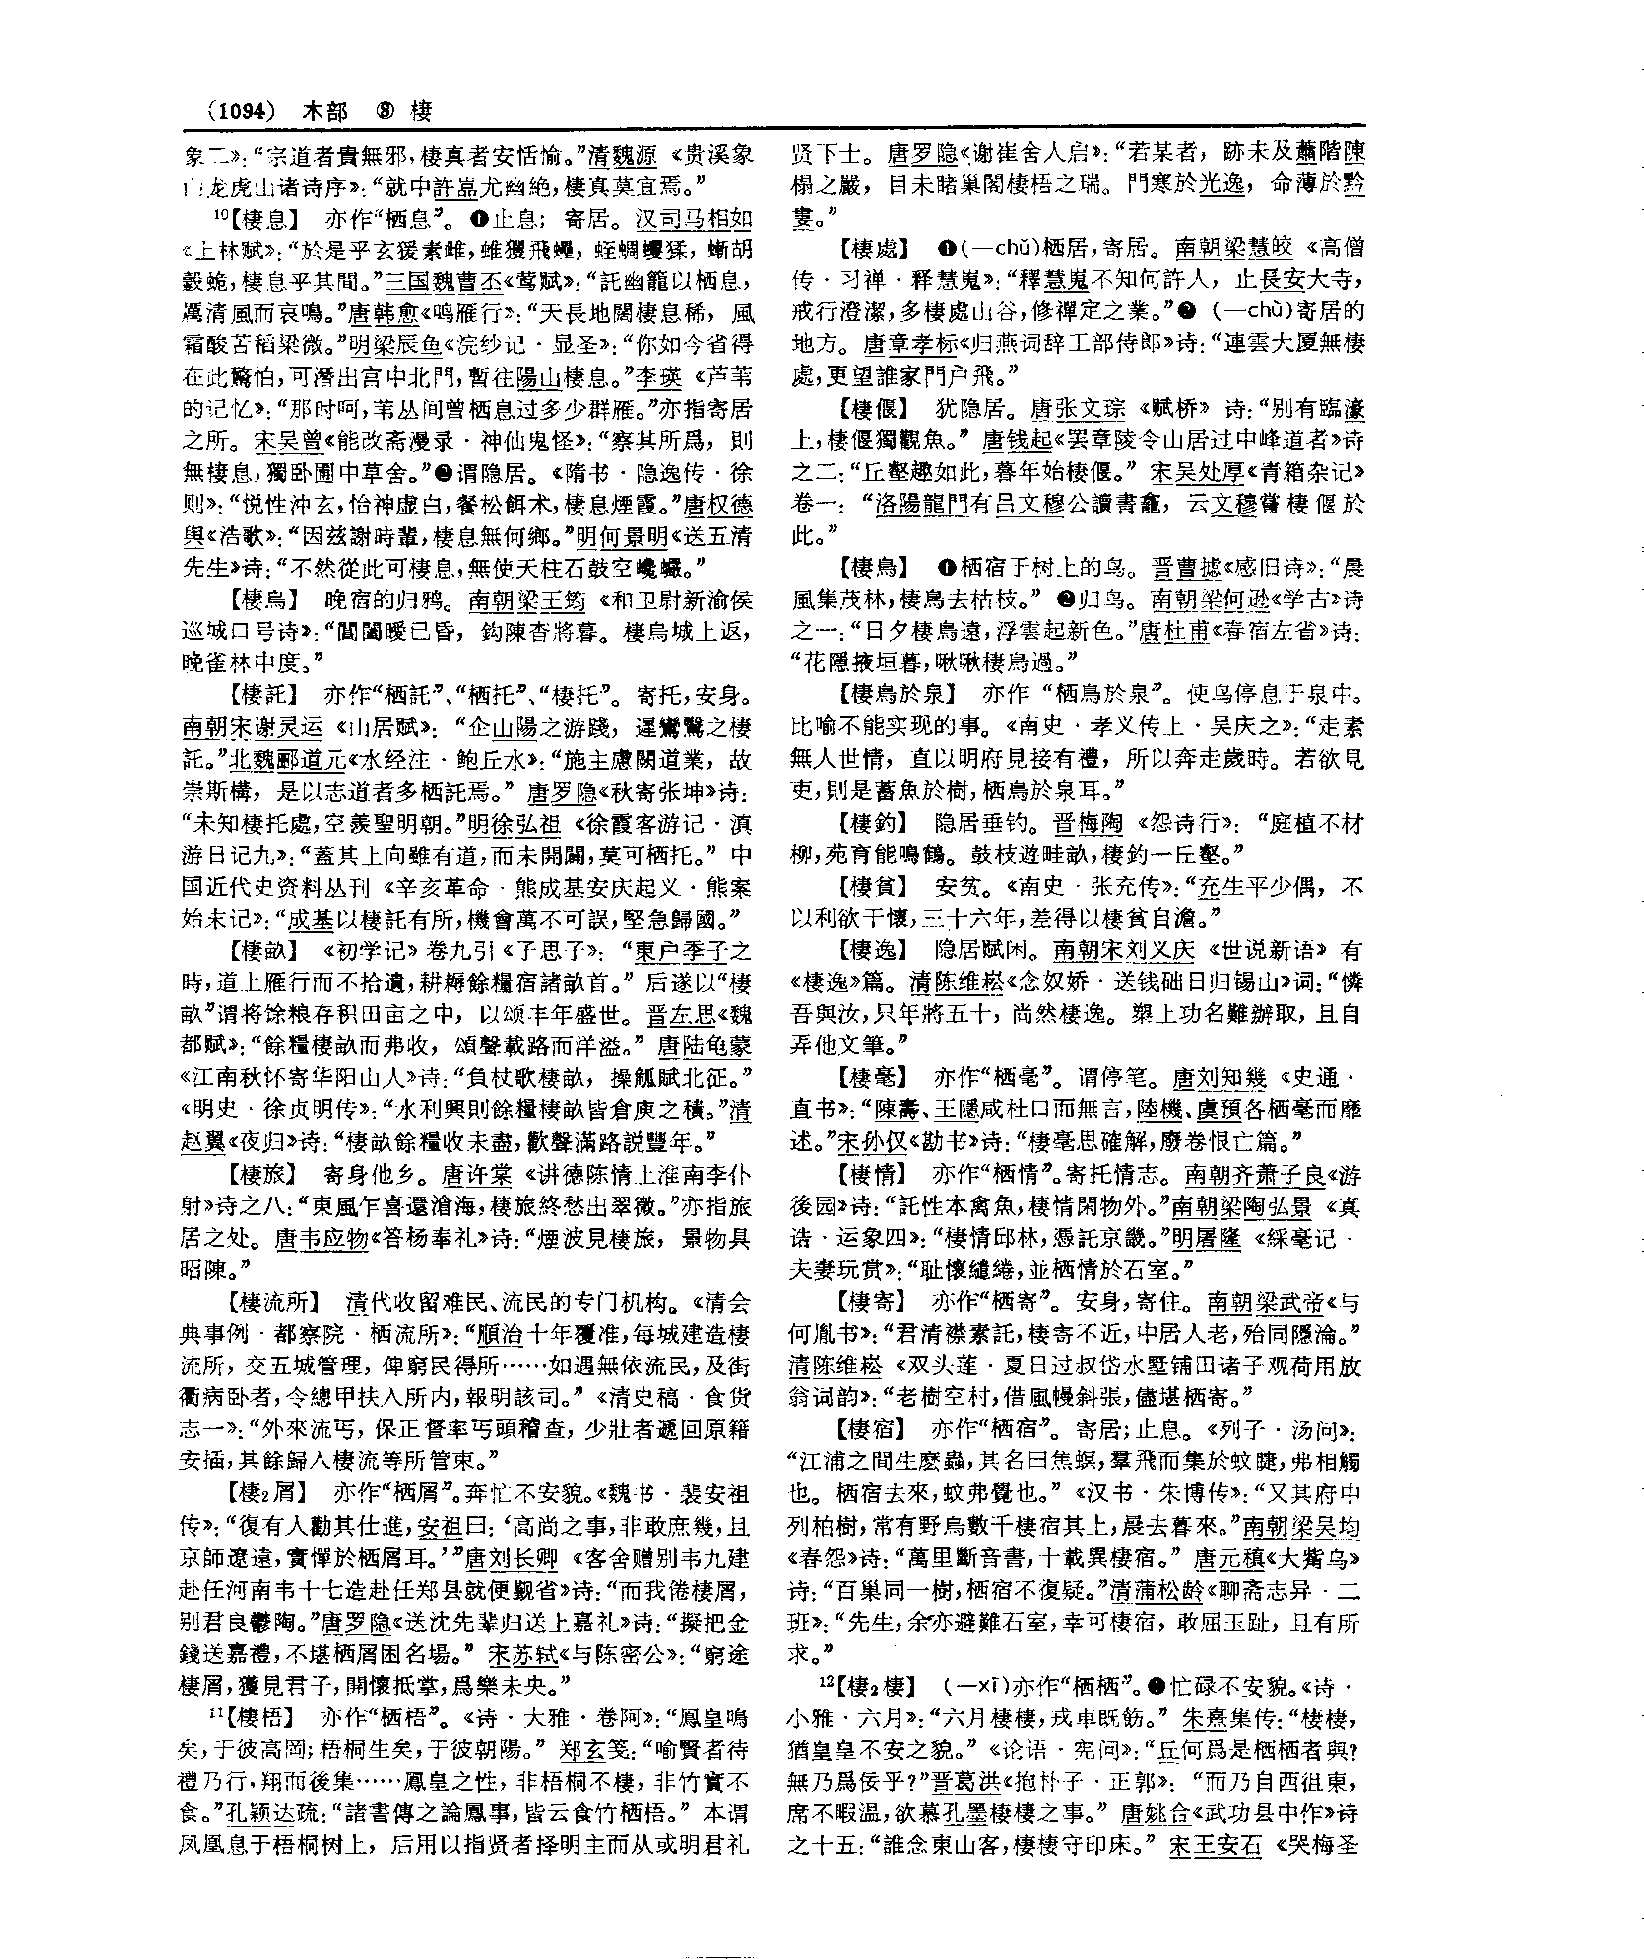 (1094) 木部 ⑧ 棲
象二》：“宗道者貴無邪，棲真者安恬愉。”清魏源《贵溪象
山龙虎山诸诗序》：“就中許嵓尤幽絶，棲真莫宜焉。”
¹⁰【棲息】 亦作“栖息”。❶止息；寄居。汉司马相如
《上林赋》：“於是乎玄猨素雌，蜼玃飛蠝，蛭蜩蠼猱，螹胡
豰蛫，棲息乎其間。”三国魏曹丕《莺赋》：“託幽籠以栖息，
厲清風而哀鳴。”唐韩愈《鸣雁行》：“天長地闊棲息稀，風
霜酸苦稻粱微。”明梁辰鱼《浣纱记·显圣》：“你如今省得
在此驚怕，可潛出宫中北門，暫往陽山棲息。”李瑛《芦苇
的记忆》：“那时呵，苇丛间曾栖息过多少群雁。”亦指寄居
之所。宋吴曾《能改斋漫录·神仙鬼怪》：“察其所爲，則
無棲息，獨卧圃中草舍。”❷谓隐居。《隋书·隐逸传·徐
则》：“悦性沖玄，怡神虚白，餐松餌术，棲息煙霞。”唐权德
舆《浩歌》：“因兹謝時輩，棲息無何鄉。”明何景明《送五清
先生》诗：“不然從此可棲息，無使天柱石鼓空巉巘。”
【棲烏】 晚宿的归鸦。南朝梁王筠《和卫尉新渝侯
巡城口号诗》：“閶闔曖已昏，鈎陳杳將暮。棲烏城上返，
晚雀林中度。”
【棲託】 亦作“栖託”、“栖托”、“棲托”。寄托，安身。
南朝宋谢灵运《山居赋》：“企山陽之游踐，遲鸞鷖之棲
託。”北魏郦道元《水经注·鲍丘水》：“施主慮闕道業，故
崇斯構，是以志道者多栖託焉。”唐罗隐《秋寄张坤》诗：
“未知棲托處，空羨聖明朝。”明徐弘祖《徐霞客游记·滇
游日记九》：“蓋其上向雖有道，而未開闢，莫可栖托。”中
国近代史资料丛刊《辛亥革命·熊成基安庆起义·熊案
始末记》：“成基以棲託有所，機會萬不可誤，堅急歸國。”
【棲畝】 《初学记》卷九引《子思子》：“東户季子之
時，道上雁行而不拾遺，耕耨餘糧宿諸畝首。”后遂以“棲
畝”谓将馀粮存积田亩之中，以颂丰年盛世。晋左思《魏
都赋》：“餘糧棲畝而弗收，頌聲載路而洋溢。”唐陆龟蒙
《江南秋怀寄华阳山人》诗：“負杖歌棲畝，操觚賦北征。”
《明史·徐贞明传》：“水利興則餘糧棲畝皆倉庾之積。”清
赵翼《夜归》诗：“棲畝餘糧收未盡，歡聲滿路説豐年。”
【棲旅】 寄身他乡。唐许棠《讲德陈情上淮南李仆
射》诗之八：“東風乍喜還滄海，棲旅終愁出翠微。”亦指旅
居之处。唐韦应物《答杨奉礼》诗：“煙波見棲旅，景物具
昭陳。”
【棲流所】 清代收留难民、流民的专门机构。《清会
典事例·都察院·栖流所》：“順治十年覆准，每城建造棲
流所，交五城管理，俾窮民得所……如遇無依流民，及街
衢病卧者，令總甲扶入所内，報明該司。”《清史稿·食货
志一》：“外來流丐，保正督率丐頭稽查，少壯者遞回原籍
安插，其餘歸入棲流等所管束。”
【棲₂屑】 亦作“栖屑”。奔忙不安貌。《魏书·裴安祖
传》：“復有人勸其仕進，安祖曰：‘高尚之事，非敢庶幾，且
京師遼遠，實憚於栖屑耳。’”唐刘长卿《客舍赠别韦九建
赴任河南韦十七造赴任郑县就便觐省》诗：“而我倦棲屑，
别君良鬱陶。”唐罗隐《送沈先辈归送上嘉礼》诗：“擬把金
錢送嘉禮，不堪栖屑困名場。”宋苏轼《与陈密公》：“窮途
棲屑，獲見君子，開懷抵掌，爲樂未央。”
¹¹【棲梧】 亦作“栖梧”。《诗·大雅·卷阿》：“鳳皇鳴
矣，于彼高岡；梧桐生矣，于彼朝陽。”郑玄笺：“喻賢者待
禮乃行，翔而後集……鳳皇之性，非梧桐不棲，非竹實不
食。”孔颖达疏：“諸書傳之論鳳事，皆云食竹栖梧。”本谓
凤凰息于梧桐树上，后用以指贤者择明主而从或明君礼
贤下士。唐罗隐《谢崔舍人启》：“若某者，跡未及蕭階陳
榻之嚴，目未睹巢閣棲梧之瑞。門寒於光逸，命薄於黔
婁。”
【棲處】 ❶（—chǔ）栖居，寄居。南朝梁慧皎《高僧
传·习禅·释慧嵬》：“釋慧嵬不知何許人，止長安大寺，
戒行澄潔，多棲處山谷，修禪定之業。”❷（—chù）寄居的
地方。唐章孝标《归燕词辞工部侍郎》诗：“連雲大厦無棲
處，更望誰家門户飛。”
【棲偃】 犹隐居。唐张文琮《赋桥》诗：“别有臨濠
上，棲偃獨觀魚。”唐钱起《罢章陵令山居过中峰道者》诗
之二：“丘壑趣如此，暮年始棲偃。”宋吴处厚《青箱杂记》
卷一：“洛陽龍門有吕文穆公讀書龕，云文穆嘗棲偃於
此。”
【棲鳥】 ❶栖宿于树上的鸟。晋曹摅《感旧诗》：“晨
風集茂林，棲鳥去枯枝。”❷归鸟。南朝梁何逊《学古》诗
之一：“日夕棲鳥遠，浮雲起新色。”唐杜甫《春宿左省》诗：
“花隱掖垣暮，啾啾棲鳥過。”
【棲鳥於泉】 亦作“栖鳥於泉”。使鸟停息于泉中。
比喻不能实现的事。《南史·孝义传上·吴庆之》：“走素
無人世情，直以明府見接有禮，所以奔走歲時。若欲見
吏，則是蓄魚於樹，栖鳥於泉耳。”
【棲釣】 隐居垂钓。晋梅陶《怨诗行》：“庭植不材
柳，苑育能鳴鶴。鼓枝遊畦畝，棲釣一丘壑。”
【棲貧】 安贫。《南史·张充传》：“充生平少偶，不
以利欲干懷，三十六年，差得以棲貧自澹。”
【棲逸】 隐居赋闲。南朝宋刘义庆《世说新语》有
《棲逸》篇。清陈维崧《念奴娇·送钱础日归锡山》词：“憐
吾與汝，只年將五十，尚然棲逸。槊上功名難辦取，且自
弄他文筆。”
【棲毫】 亦作“栖毫”。谓停笔。唐刘知幾《史通·
直书》：“陳壽、王隱咸杜口而無言，陸機、虞預各栖毫而靡
述。”宋孙仅《勘书》诗：“棲毫思確解，廢卷恨亡篇。”
【棲情】 亦作“栖情”。寄托情志。南朝齐萧子良《游
後园》诗：“託性本禽魚，棲情閑物外。”南朝梁陶弘景《真
诰·运象四》：“棲情邱林，憑託京畿。”明屠隆《綵毫记·
夫妻玩赏》：“耻懷繾綣，並栖情於石室。”
【棲寄】 亦作“栖寄”。安身，寄住。南朝梁武帝《与
何胤书》：“君清襟素託，棲寄不近，中居人老，殆同隱淪。”
清陈维崧《双头莲·夏日过叔岱水墅铺田诸子观荷用放
翁词韵》：“老樹空村，借風幔斜張，儘堪栖寄。”
【棲宿】 亦作“栖宿”。寄居；止息。《列子·汤问》：
“江浦之間生麽蟲，其名曰焦螟，羣飛而集於蚊睫，弗相觸
也。栖宿去來，蚊弗覺也。”《汉书·朱博传》：“又其府中
列柏樹，常有野烏數千棲宿其上，晨去暮來。”南朝梁吴均
《春怨》诗：“萬里斷音書，十載異棲宿。”唐元稹《大觜乌》
诗：“百巢同一樹，栖宿不復疑。”清蒲松龄《聊斋志异·二
班》：“先生，余亦避難石室，幸可棲宿，敢屈玉趾，且有所
求。”
¹²【棲₂棲】 （—xī）亦作“栖栖”。❶忙碌不安貌。《诗·
小雅·六月》：“六月棲棲，戎車既飭。”朱熹集传：“棲棲，
猶皇皇不安之貌。”《论语·宪问》：“丘何爲是栖栖者與？
無乃爲佞乎？”晋葛洪《抱朴子·正郭》：“而乃自西徂東，
席不暇温，欲慕孔墨棲棲之事。”唐姚合《武功县中作》诗
之十五：“誰念東山客，棲棲守印床。”宋王安石《哭梅圣